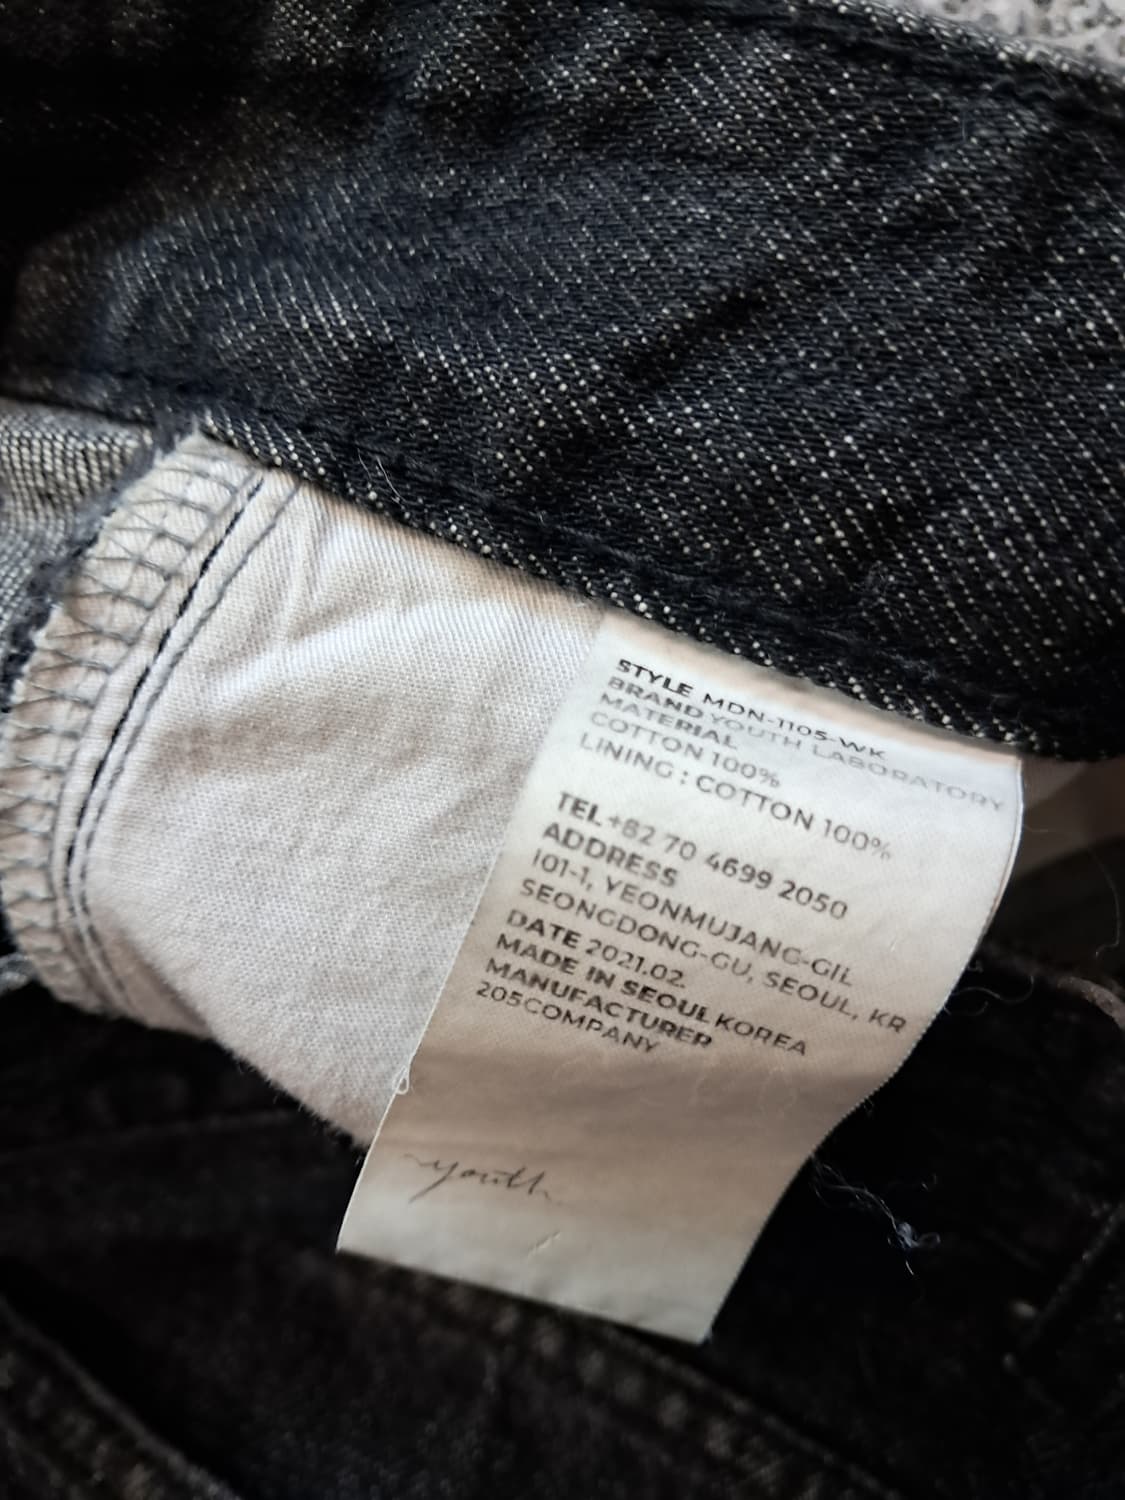 STYLE MDN-1105-WK
BRAND YOUTH LABORATORY
MATERIAL
COTTON 100%
LINING : COTTON 100%
TEL +82 70 4699 2050
ADDRESS
101-1, YEONMUJANG-GIL
SEONGDONG-GU, SEOUL, KR
DATE 2021.02.
MADE IN SEOUL KOREA
MANUFACTURER
205COMPANY
youth